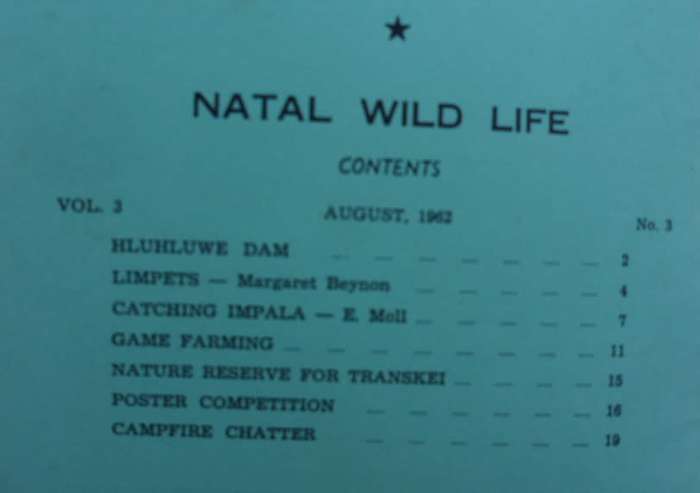 NATAL WILD LIFE
CONTENTS
VOL. 3 AUGUST, 1962 No. 3
HLUHLUWE DAM 2
LIMPETS — Margaret Beynon 4
CATCHING IMPALA — E. Moll 7
GAME FARMING 11
NATURE RESERVE FOR TRANSKEI 15
POSTER COMPETITION 16
CAMPFIRE CHATTER 19